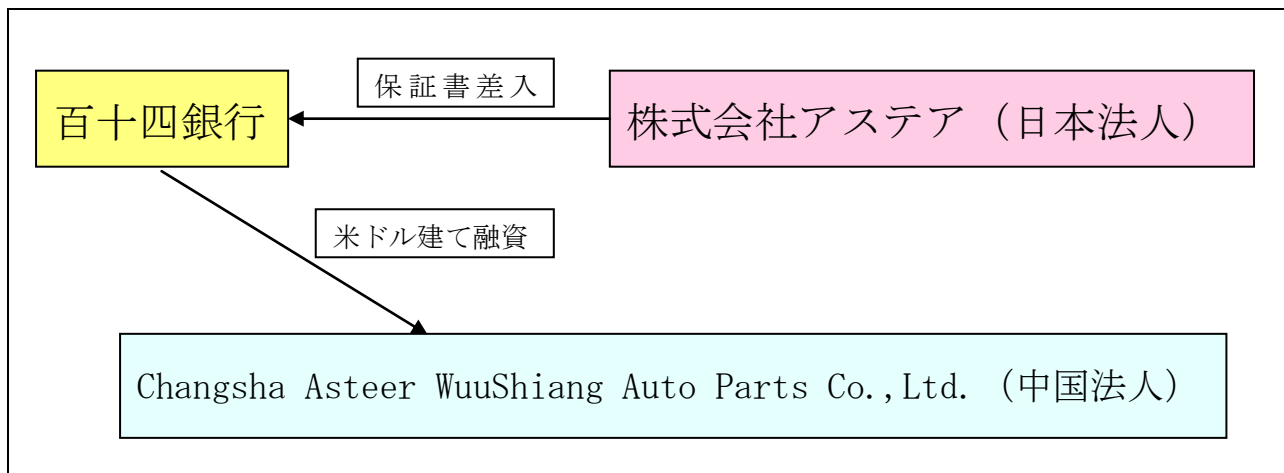 保証書差入
百十四銀行
株式会社アステア（日本法人）
米ドル建て融資
Changsha Asteer WuuShiang Auto Parts Co.,Ltd.（中国法人）